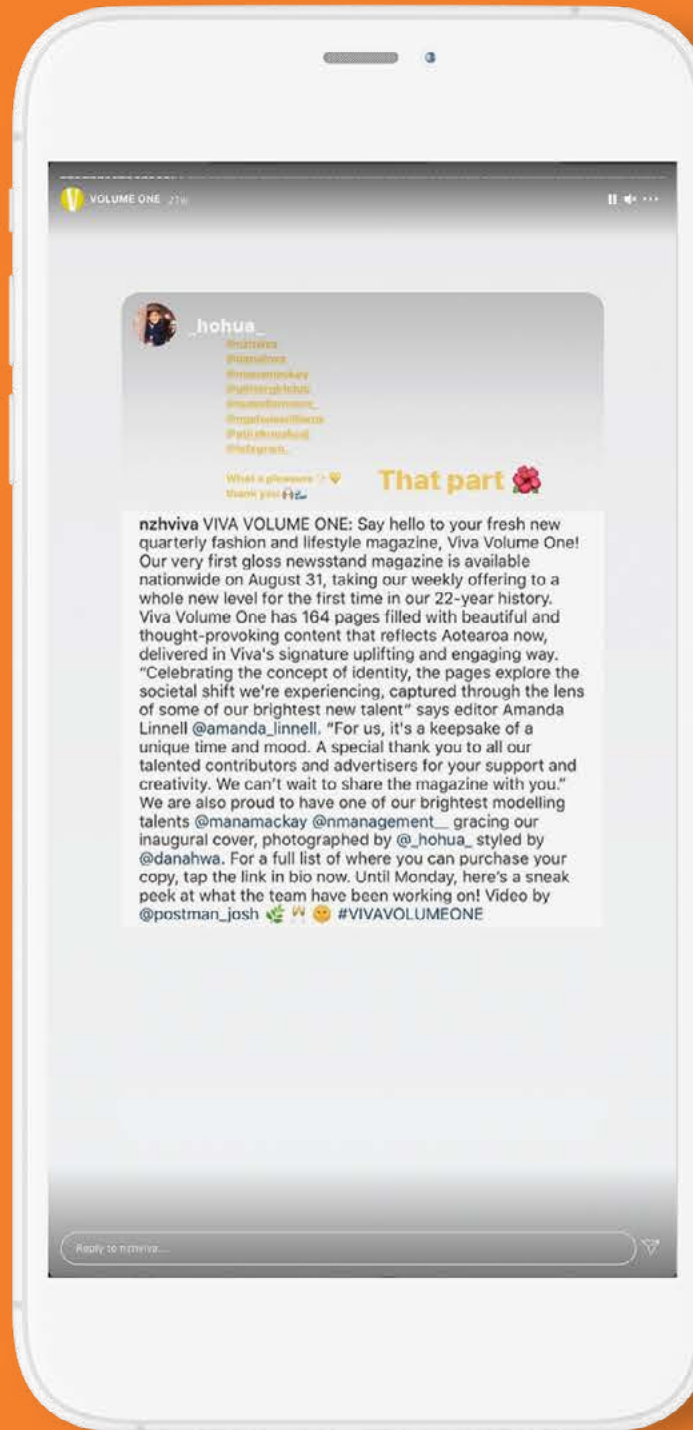 VOLUME ONE 21w
_hohua_
@nzhviva
@danahwa
@manamackay
That part
What a pleasure
thank you
nzhviva VIVA VOLUME ONE: Say hello to your fresh new
quarterly fashion and lifestyle magazine, Viva Volume One!
Our very first gloss newsstand magazine is available
nationwide on August 31, taking our weekly offering to a
whole new level for the first time in our 22-year history.
Viva Volume One has 164 pages filled with beautiful and
thought-provoking content that reflects Aotearoa now,
delivered in Viva's signature uplifting and engaging way.
“Celebrating the concept of identity, the pages explore the
societal shift we're experiencing, captured through the lens
of some of our brightest new talent” says editor Amanda
Linnell @amanda_linnell. “For us, it's a keepsake of a
unique time and mood. A special thank you to all our
talented contributors and advertisers for your support and
creativity. We can't wait to share the magazine with you.”
We are also proud to have one of our brightest modelling
talents @manamackay @nmanagement__ gracing our
inaugural cover, photographed by @_hohua_ styled by
@danahwa. For a full list of where you can purchase your
copy, tap the link in bio now. Until Monday, here's a sneak
peek at what the team have been working on! Video by
@postman_josh 🌿 🥂 🌞 #VIVAVOLUMEONE
Reply to nzhviva...